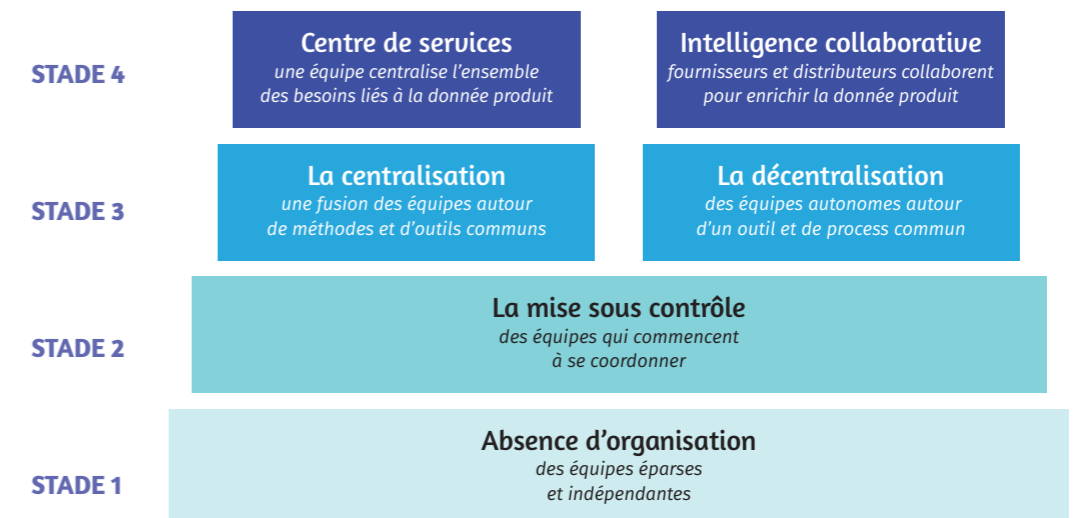 STADE 4
Centre de services
une équipe centralise l’ensemble
des besoins liés à la donnée produit
Intelligence collaborative
fournisseurs et distributeurs collaborent
pour enrichir la donnée produit
STADE 3
La centralisation
une fusion des équipes autour
de méthodes et d’outils communs
La décentralisation
des équipes autonomes autour
d’un outil et de process commun
STADE 2
La mise sous contrôle
des équipes qui commencent
à se coordonner
STADE 1
Absence d’organisation
des équipes éparses
et indépendantes